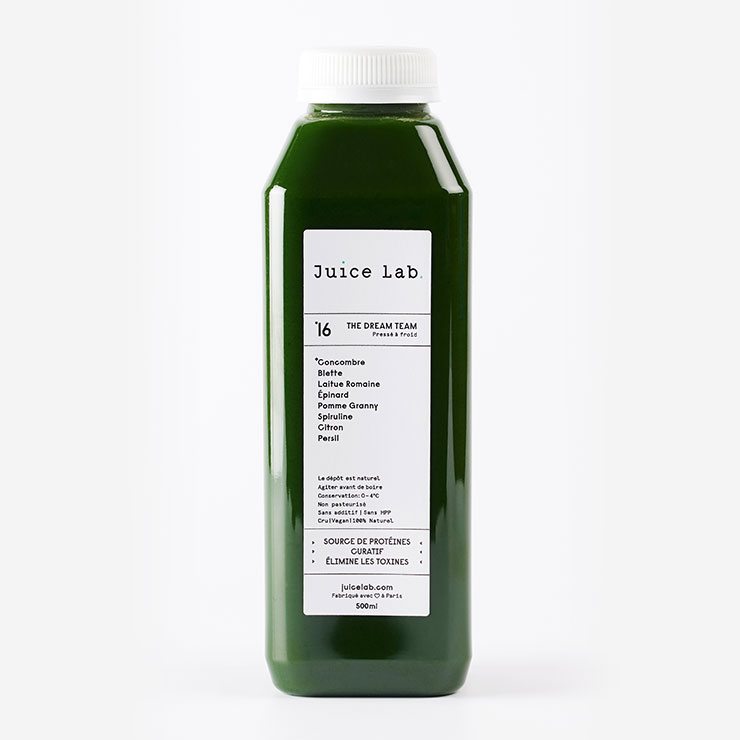 Juice Lab.
°16 THE DREAM TEAM
Pressé à froid
Concombre
Blette
Laitue Romaine
Épinard
Pomme Granny
Spiruline
Citron
Persil
Le dépôt est naturel
Agiter avant de boire
Conservation: 0-4°C
Non pasteurisé
Sans additif | Sans HPP
Cru | Vegan | 100% Naturel
SOURCE DE PROTÉINES
CURATIF
ÉLIMINE LES TOXINES
juicelab.com
Fabriqué avec ♡ à Paris
500ml